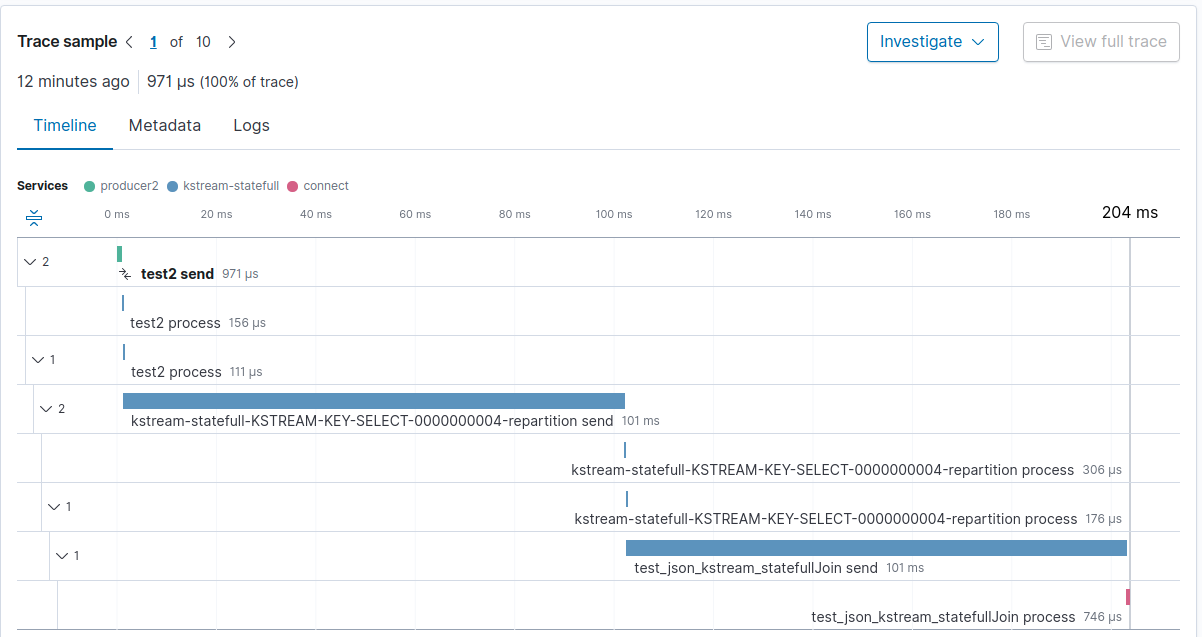 Trace sample 1 of 10 Investigate View full trace
12 minutes ago 971 µs (100% of trace)
Timeline Metadata Logs
Services producer2 kstream-statefull connect
0 ms 20 ms 40 ms 60 ms 80 ms 100 ms 120 ms 140 ms 160 ms 180 ms 204 ms
2
test2 send 971 µs
test2 process 156 µs
1
test2 process 111 µs
2
kstream-statefull-KSTREAM-KEY-SELECT-0000000004-repartition send 101 ms
kstream-statefull-KSTREAM-KEY-SELECT-0000000004-repartition process 306 µs
1
kstream-statefull-KSTREAM-KEY-SELECT-0000000004-repartition process 176 µs
1
test_json_kstream_statefullJoin send 101 ms
test_json_kstream_statefullJoin process 746 µs